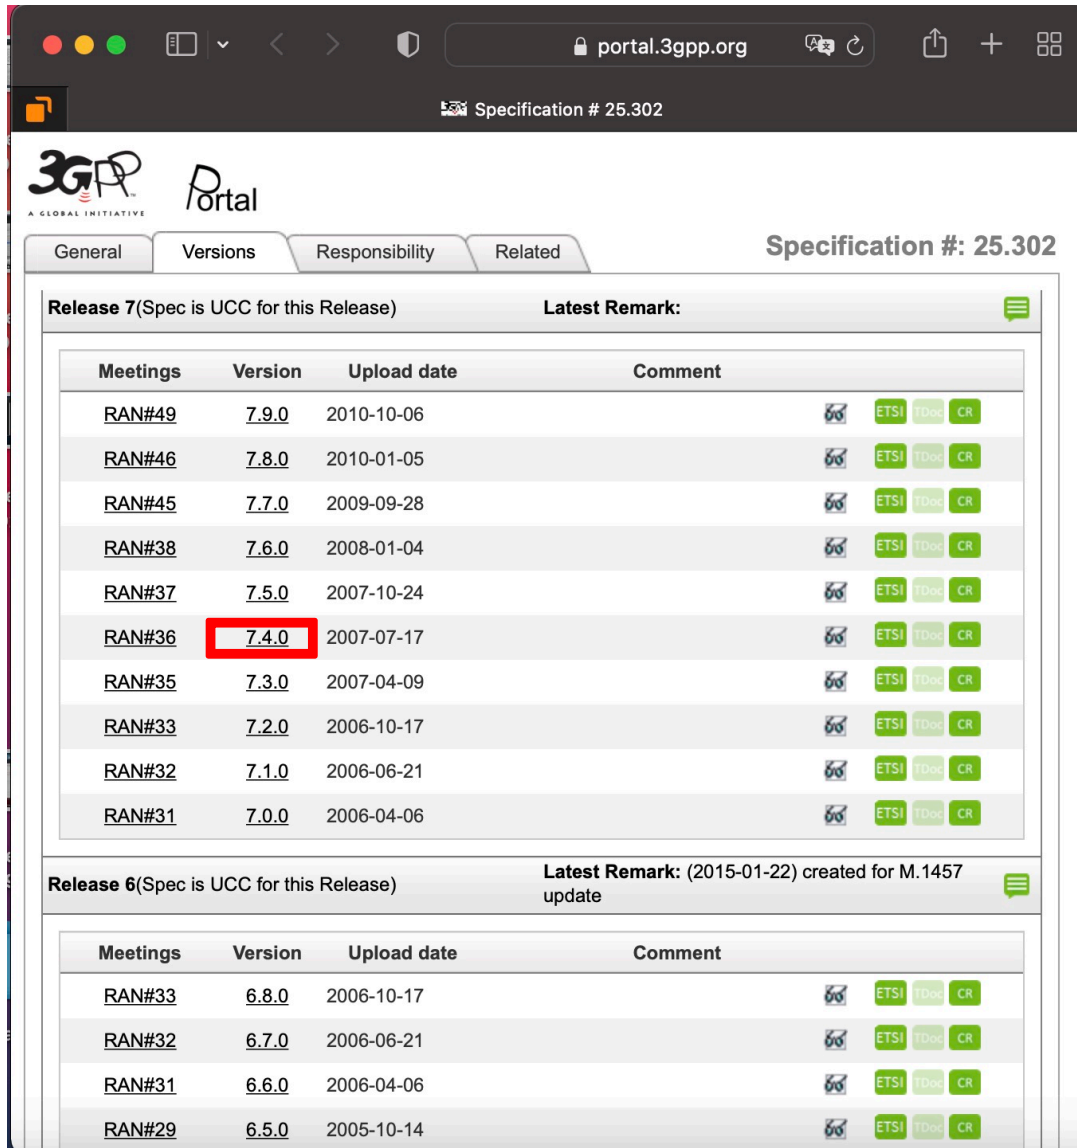 portal.3gpp.org
Specification # 25.302
3GPP
A GLOBAL INITIATIVE
Portal
General Versions Responsibility Related Specification #: 25.302
Release 7(Spec is UCC for this Release) Latest Remark:
Meetings Version Upload date Comment
RAN#49 7.9.0 2010-10-06 ETSI TDoc CR
RAN#46 7.8.0 2010-01-05 ETSI TDoc CR
RAN#45 7.7.0 2009-09-28 ETSI TDoc CR
RAN#38 7.6.0 2008-01-04 ETSI TDoc CR
RAN#37 7.5.0 2007-10-24 ETSI TDoc CR
RAN#36 7.4.0 2007-07-17 ETSI TDoc CR
RAN#35 7.3.0 2007-04-09 ETSI TDoc CR
RAN#33 7.2.0 2006-10-17 ETSI TDoc CR
RAN#32 7.1.0 2006-06-21 ETSI TDoc CR
RAN#31 7.0.0 2006-04-06 ETSI TDoc CR
Release 6(Spec is UCC for this Release) Latest Remark: (2015-01-22) created for M.1457
update
Meetings Version Upload date Comment
RAN#33 6.8.0 2006-10-17 ETSI TDoc CR
RAN#32 6.7.0 2006-06-21 ETSI TDoc CR
RAN#31 6.6.0 2006-04-06 ETSI TDoc CR
RAN#29 6.5.0 2005-10-14 ETSI TDoc CR